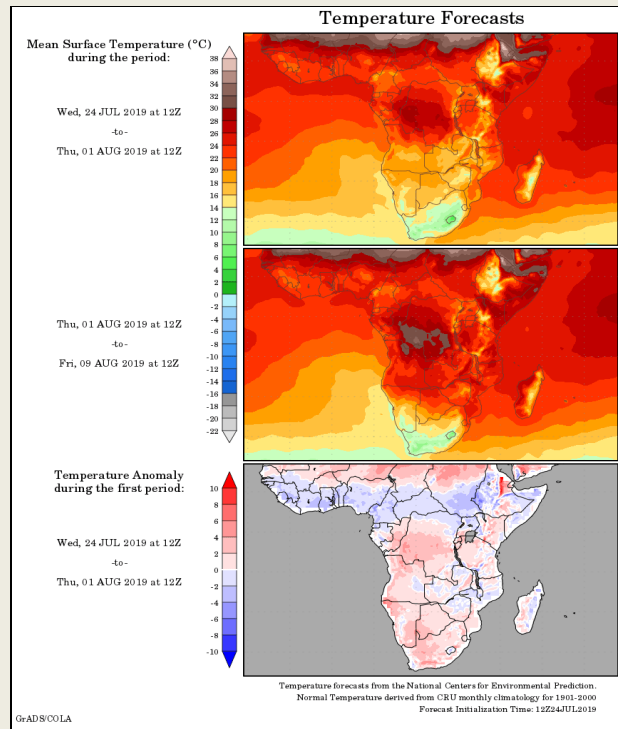 Temperature Forecasts
Mean Surface Temperature (°C)
during the period:
Wed, 24 JUL 2019 at 12Z
-to-
Thu, 01 AUG 2019 at 12Z
38
36
34
32
30
28
26
24
22
20
18
16
14
12
10
8
6
4
2
0
-2
-4
-6
-8
-10
-12
-14
-16
-18
-20
-22
Thu, 01 AUG 2019 at 12Z
-to-
Fri, 09 AUG 2019 at 12Z
Temperature Anomaly
during the first period:
Wed, 24 JUL 2019 at 12Z
-to-
Thu, 01 AUG 2019 at 12Z
10
8
6
4
2
0
-2
-4
-6
-8
-10
Temperature forecasts from the National Centers for Environmental Prediction.
Normal Temperature derived from CRU monthly climatology for 1901-2000
Forecast Initialization Time: 12Z24JUL2019
GrADS/COLA